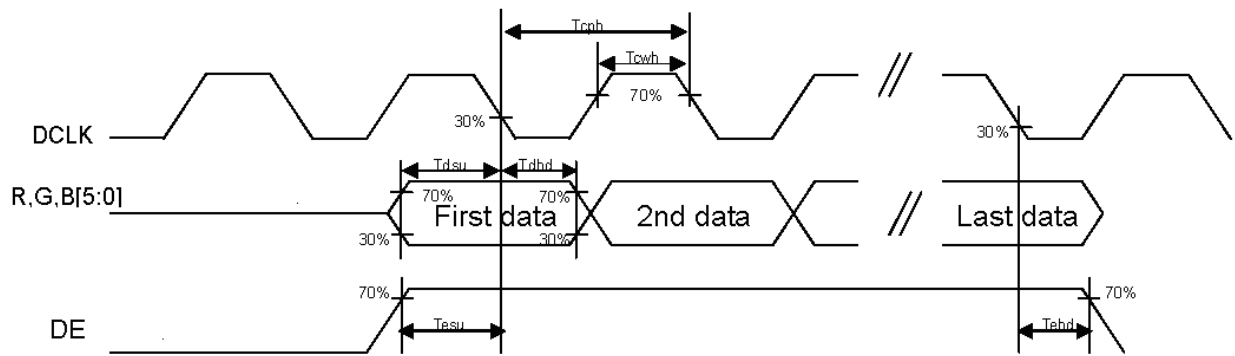 Tcph
Tcwh
70%
30%
30%
DCLK
Tdsu
Tdhd
R,G,B[5:0]
70%
70%
First data
2nd data
Last data
30%
30%
70%
70%
DE
Tesu
Tehd